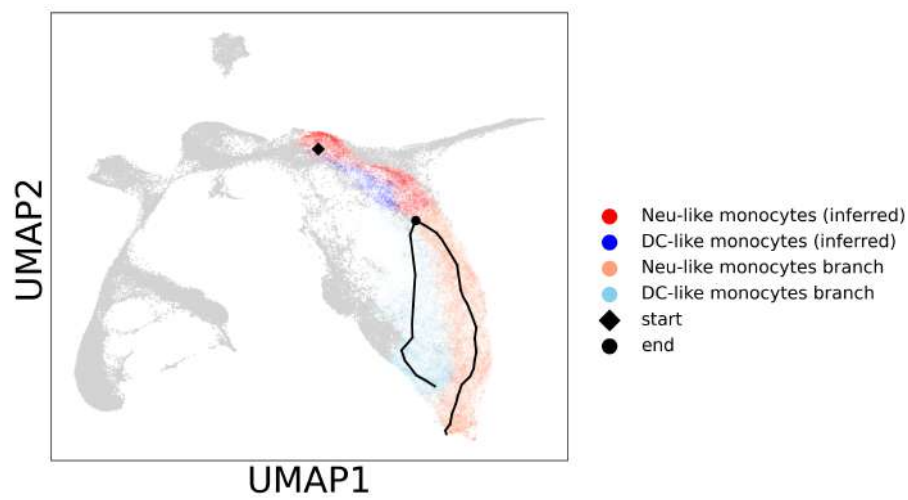 UMAP2
UMAP1
Neu-like monocytes (inferred)
DC-like monocytes (inferred)
Neu-like monocytes branch
DC-like monocytes branch
start
end